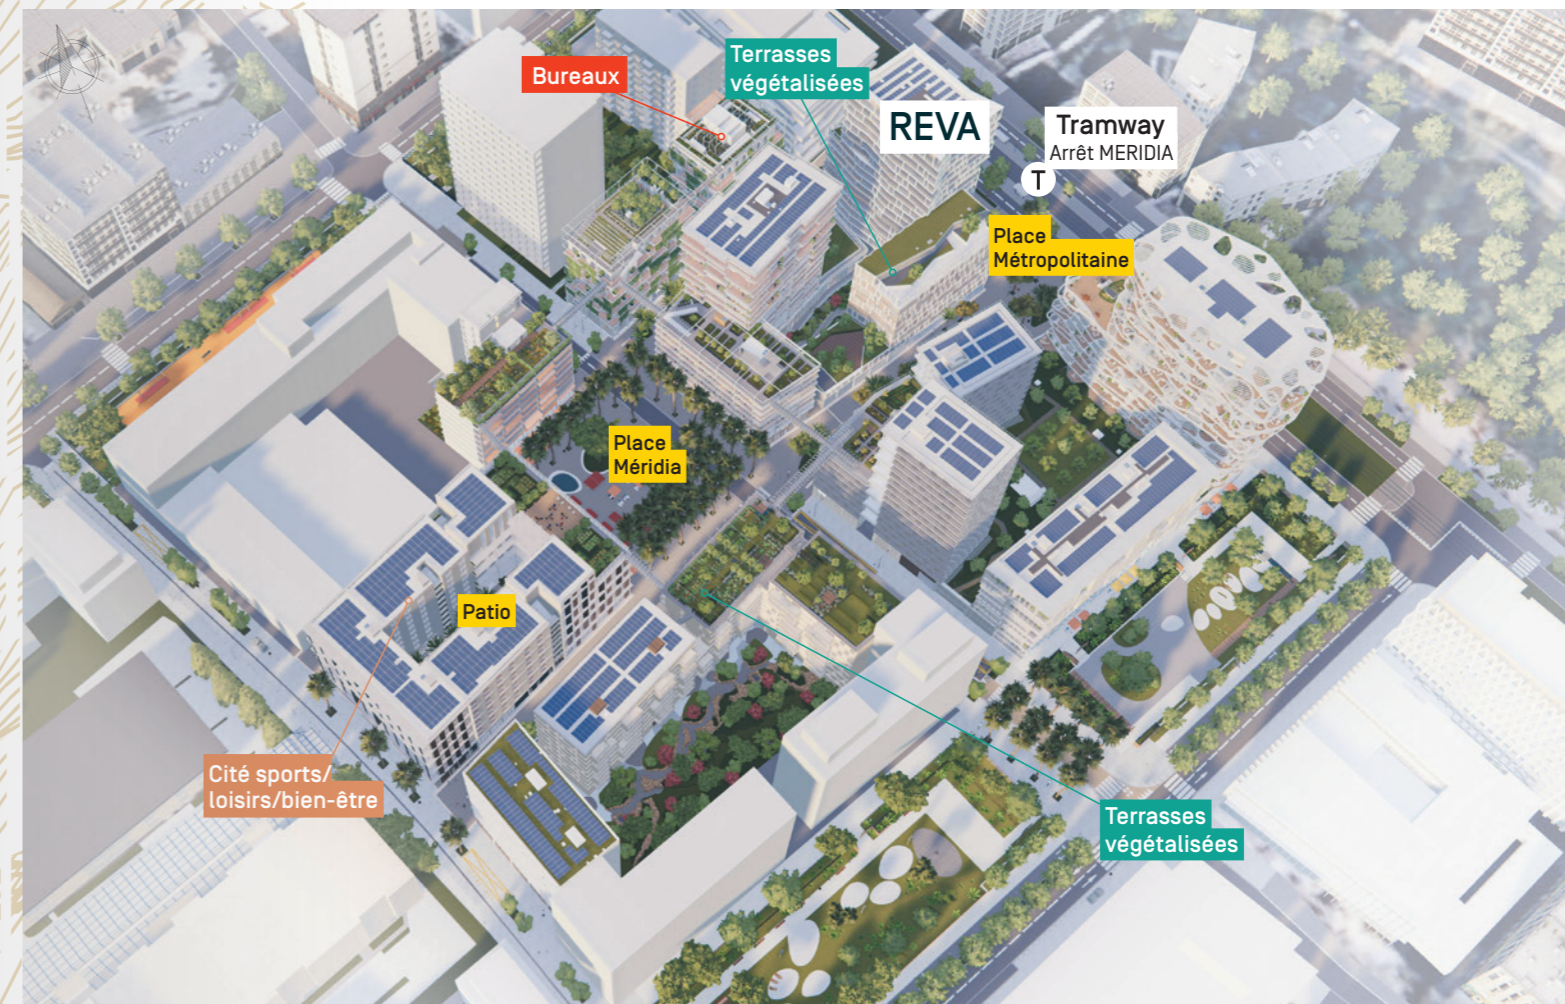 Bureaux
Terrasses
végétalisées
REVA
Tramway
Arrêt MERIDIA
T
Place
Métropolitaine
Place
Méridia
Patio
Cité sports/
loisirs/bien-être
Terrasses
végétalisées